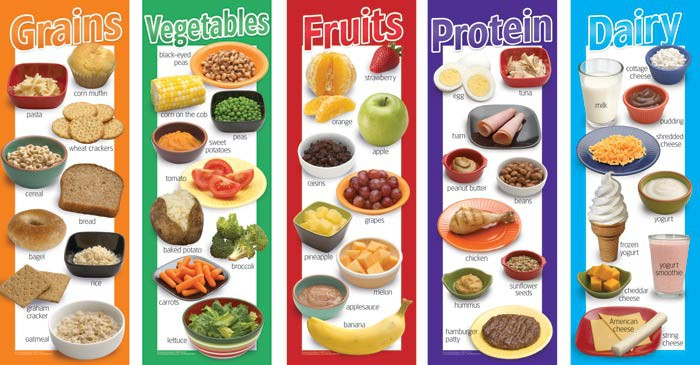 Grains
corn muffin
pasta
wheat crackers
cereal
bread
bagel
rice
graham
cracker
oatmeal
Vegetables
black-eyed
peas
corn on the cob
peas
sweet
potatoes
tomato
baked potato
broccoli
carrots
lettuce
Fruits
strawberry
orange
apple
raisins
grapes
pineapple
melon
applesauce
banana
Protein
egg
tuna
ham
peanut butter
beans
chicken
sunflower
seeds
hummus
hamburger
patty
Dairy
cottage
cheese
milk
pudding
shredded
cheese
yogurt
frozen
yogurt
yogurt
smoothie
cheddar
cheese
American
cheese
string
cheese